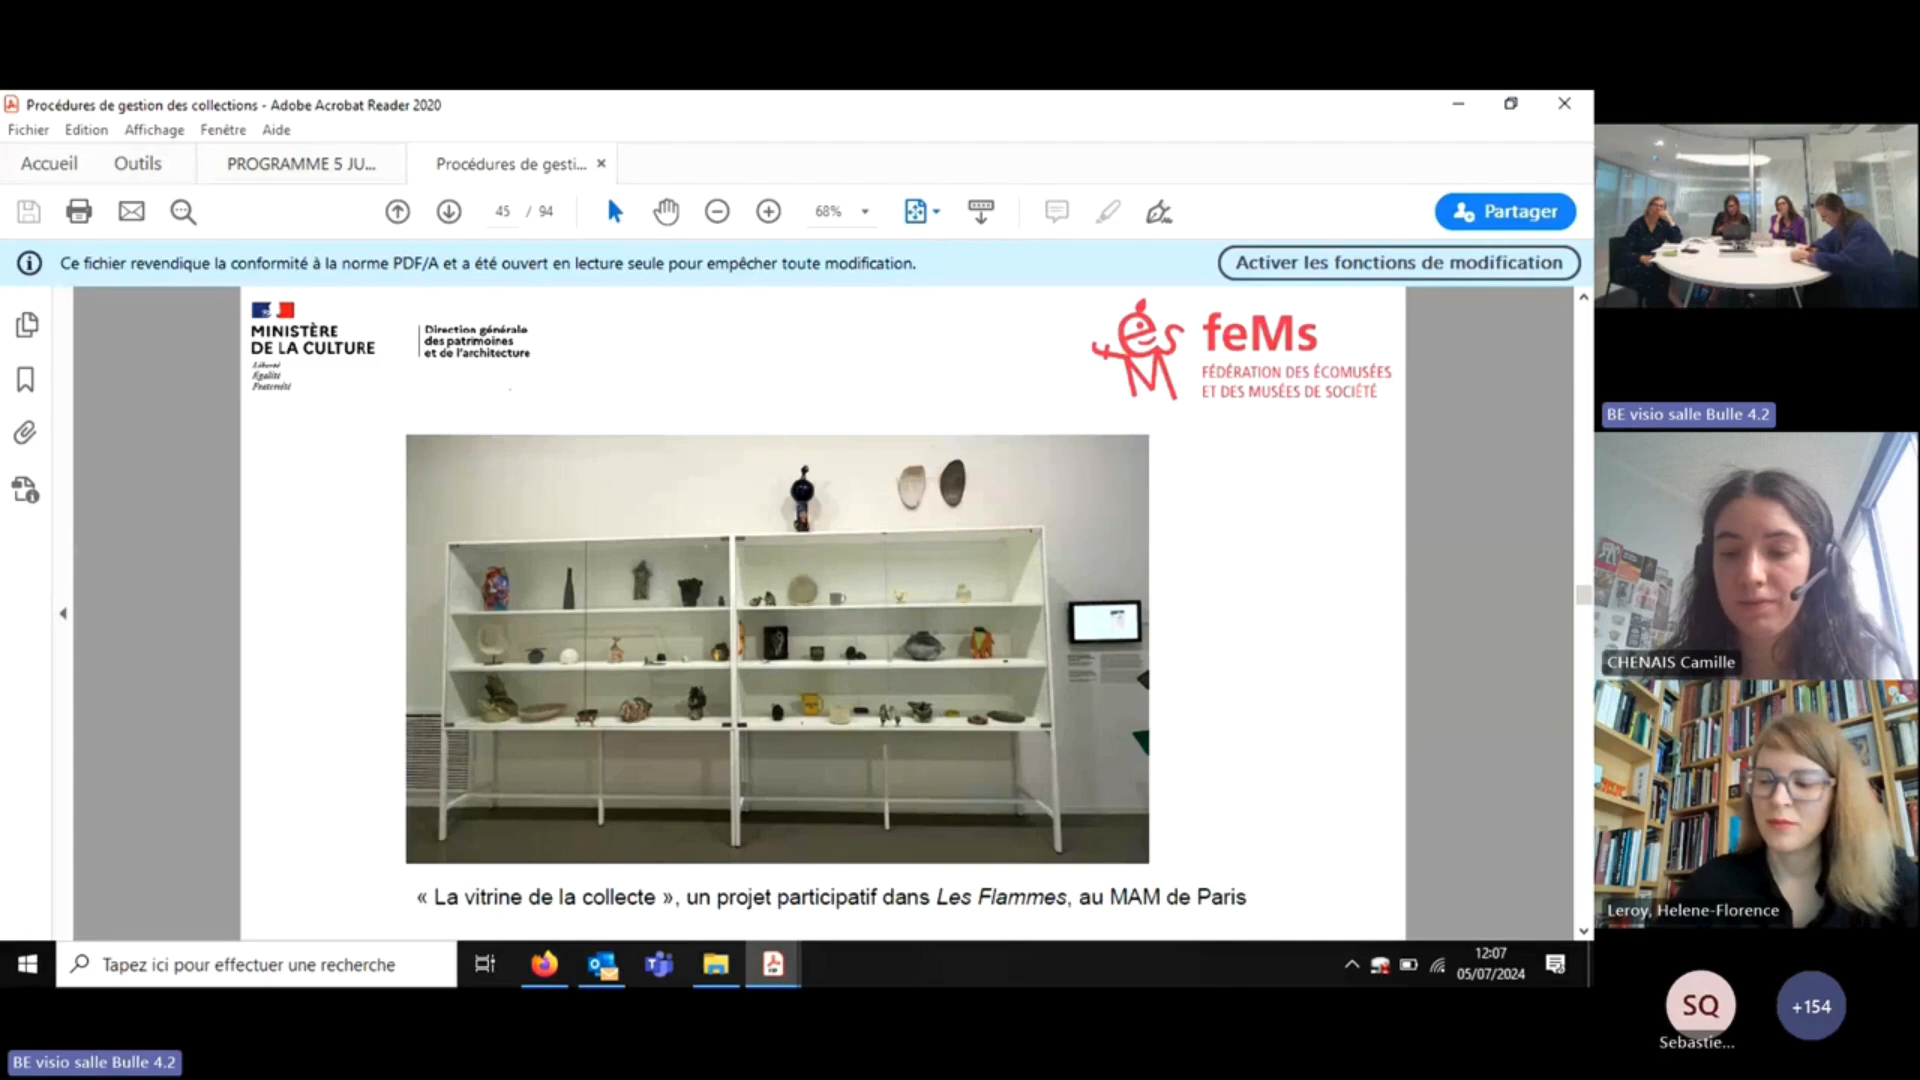 Procédures de gestion des collections - Adobe Acrobat Reader 2020
Fichier Edition Affichage Fenêtre Aide
Accueil Outils PROGRAMME 5 JU... Procédures de gesti... ×
45 / 94 68% Partager
Ce fichier revendique la conformité à la norme PDF/A et a été ouvert en lecture seule pour empêcher toute modification. Activer les fonctions de modification
MINISTÈRE
DE LA CULTURE
Liberté
Égalité
Fraternité
Direction générale
des patrimoines
et de l'architecture
feMs
FÉDÉRATION DES ÉCOMUSÉES
ET DES MUSÉES DE SOCIÉTÉ
« La vitrine de la collecte », un projet participatif dans Les Flammes, au MAM de Paris
Tapez ici pour effectuer une recherche
12:07
05/07/2024
BE visio salle Bulle 4.2
CHENAIS Camille
Leroy, Helene-Florence
SQ
Sebastie...
+154
BE visio salle Bulle 4.2